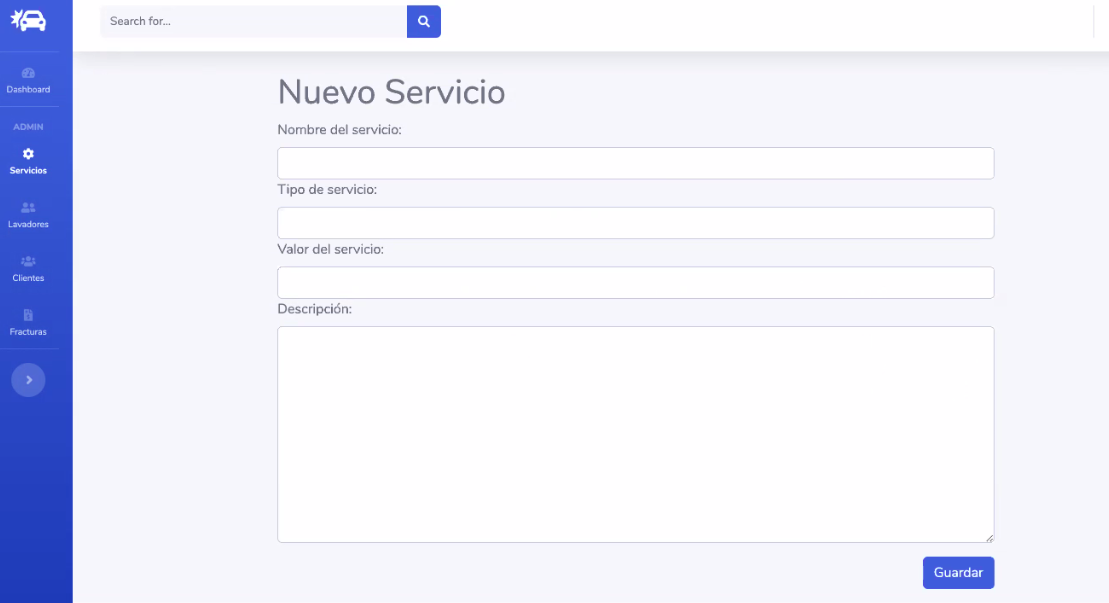 Search for...
Dashboard
ADMIN
Servicios
Lavadores
Clientes
Fracturas
Nuevo Servicio
Nombre del servicio:
Tipo de servicio:
Valor del servicio:
Descripción:
Guardar